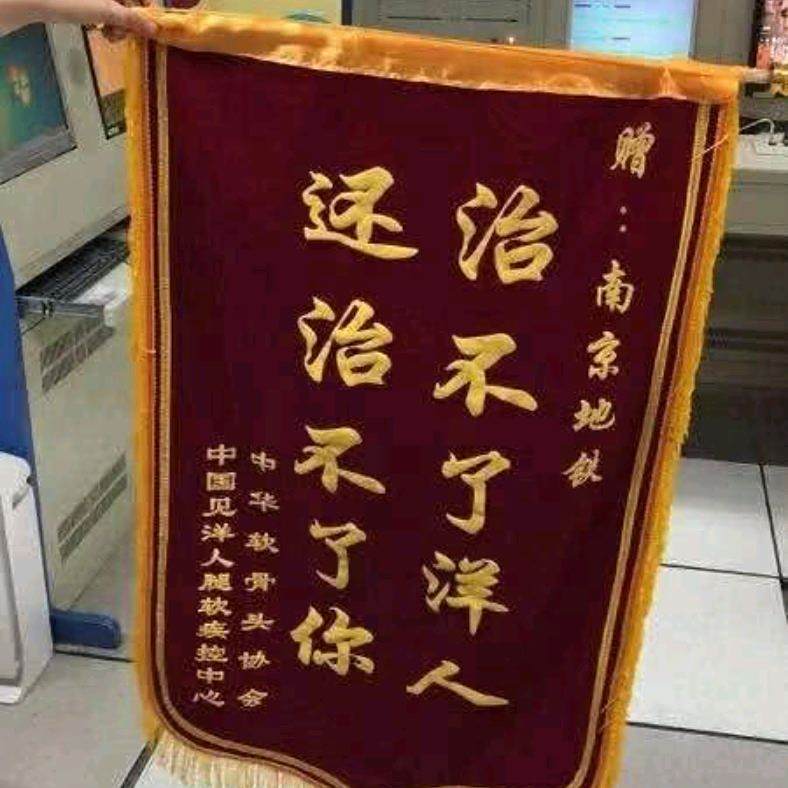 赠：南京地铁
治不了洋人
还治不了你
中华软骨头协会
中国见洋人腿软疾控中心